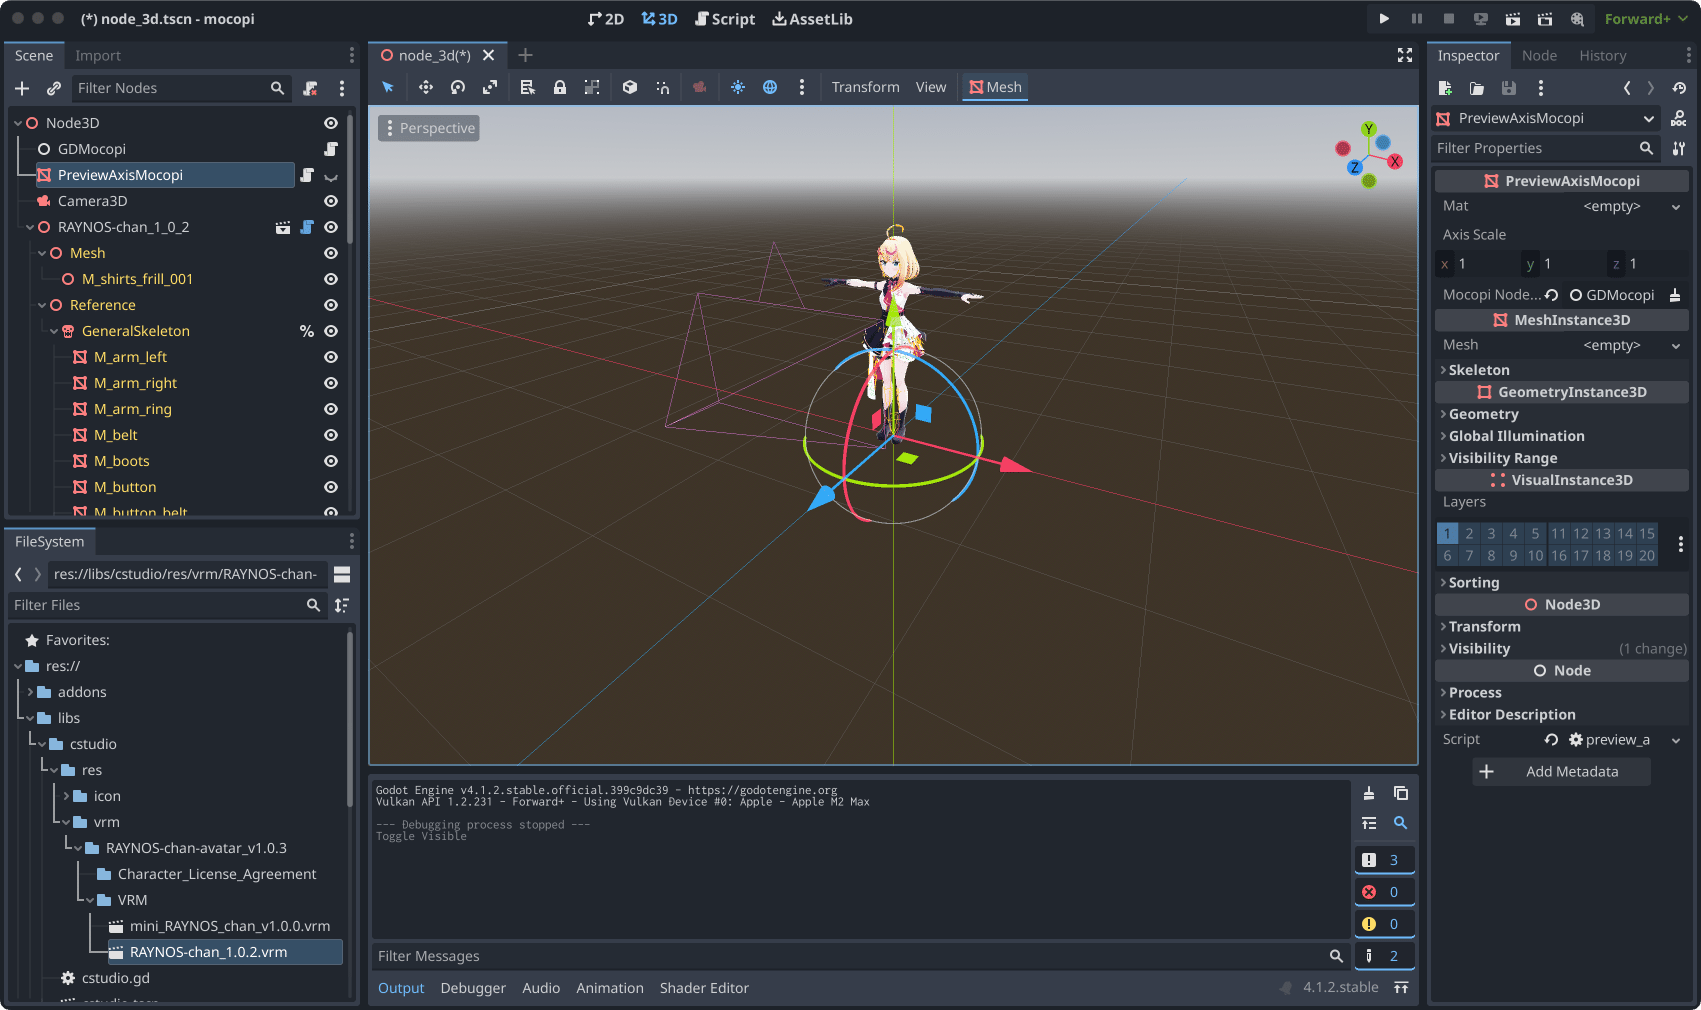 (*) node_3d.tscn - mocopi
2D 3D Script AssetLib
Forward+
Scene Import
Filter Nodes
Node3D
GDMocopi
PreviewAxisMocopi
Camera3D
RAYNOS-chan_1_0_2
Mesh
M_shirts_frill_001
Reference
GeneralSkeleton %
M_arm_left
M_arm_right
M_arm_ring
M_belt
M_boots
M_button
M_button_belt
FileSystem
res://libs/cstudio/res/vrm/RAYNOS-chan-
Filter Files
Favorites:
res://
addons
libs
cstudio
res
icon
vrm
RAYNOS-chan-avatar_v1.0.3
Character_License_Agreement
VRM
mini_RAYNOS_chan_v1.0.0.vrm
RAYNOS-chan_1.0.2.vrm
cstudio.gd
node_3d(*)
Transform View Mesh
Perspective
Y
X
Z
Godot Engine v4.1.2.stable.official.399c9dc39 - https://godotengine.org
Vulkan API 1.2.231 - Forward+ - Using Vulkan Device #0: Apple - Apple M2 Max
--- Debugging process stopped ---
Toggle Visible
3
0
0
2
Filter Messages
Output Debugger Audio Animation Shader Editor
4.1.2.stable
Inspector Node History
PreviewAxisMocopi
Filter Properties
PreviewAxisMocopi
Mat <empty>
Axis Scale
x 1 y 1 z 1
Mocopi Node... GDMocopi
MeshInstance3D
Mesh <empty>
Skeleton
GeometryInstance3D
Geometry
Global Illumination
Visibility Range
VisualInstance3D
Layers
1 2 3 4 5 11 12 13 14 15
6 7 8 9 10 16 17 18 19 20
Sorting
Node3D
Transform
Visibility (1 change)
Node
Process
Editor Description
Script preview_a
Add Metadata